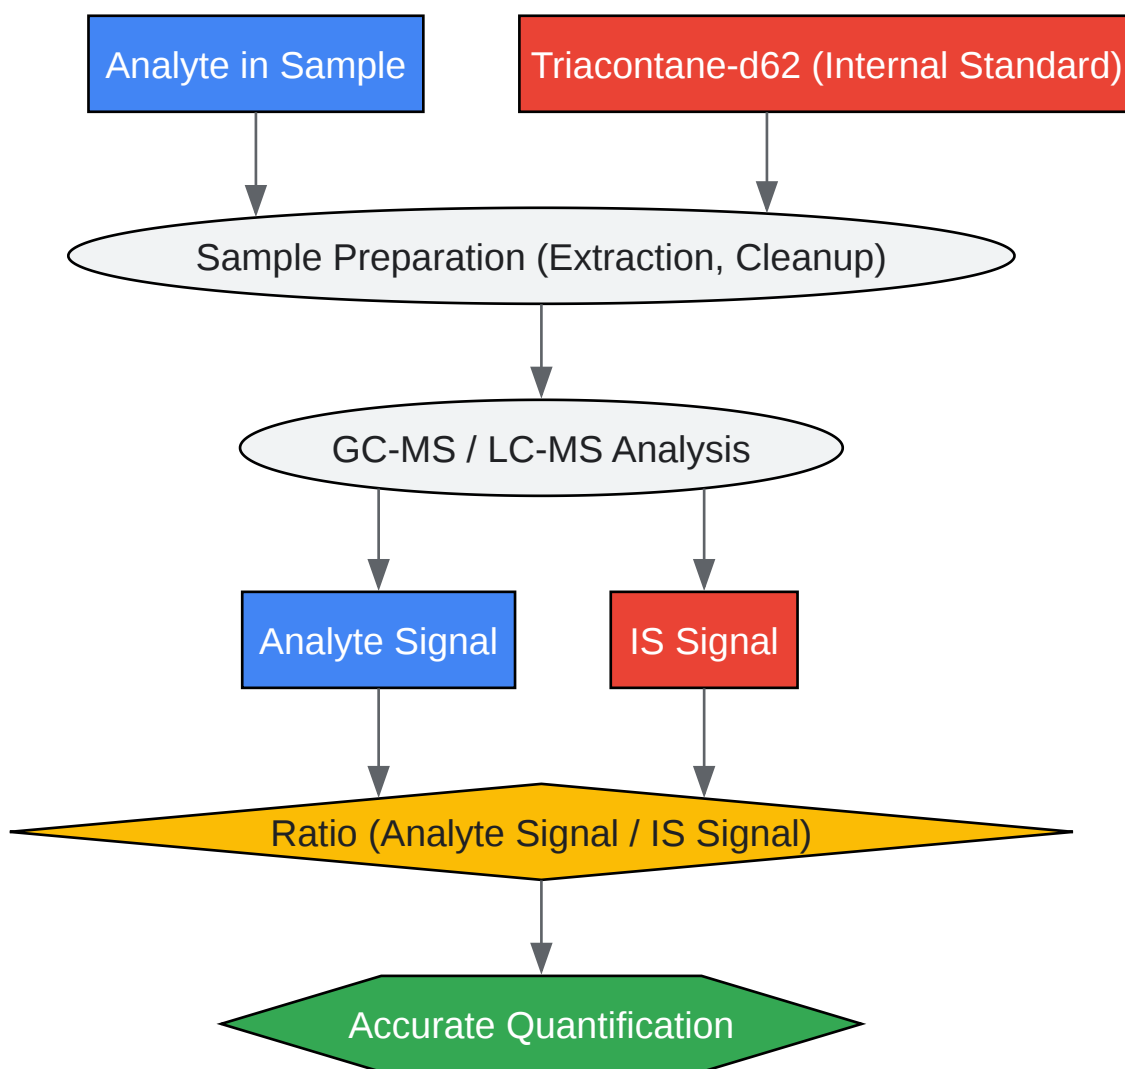 Analyte in Sample
Triacontane-d62 (Internal Standard)
Sample Preparation (Extraction, Cleanup)
GC-MS / LC-MS Analysis
Analyte Signal
IS Signal
Ratio (Analyte Signal / IS Signal)
Accurate Quantification